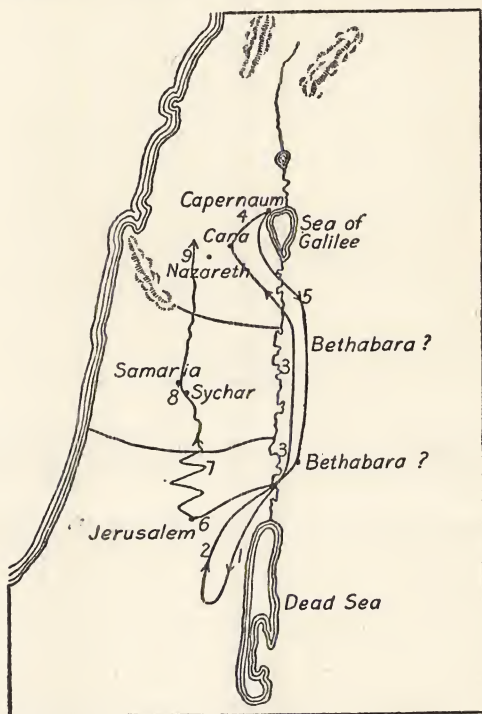 Capernaum
4
Sea of
Galilee
Cana
9
Nazareth
5
Bethabara ?
3
Samaria
8
Sychar
3
Bethabara ?
7
6
Jerusalem
2
1
Dead Sea